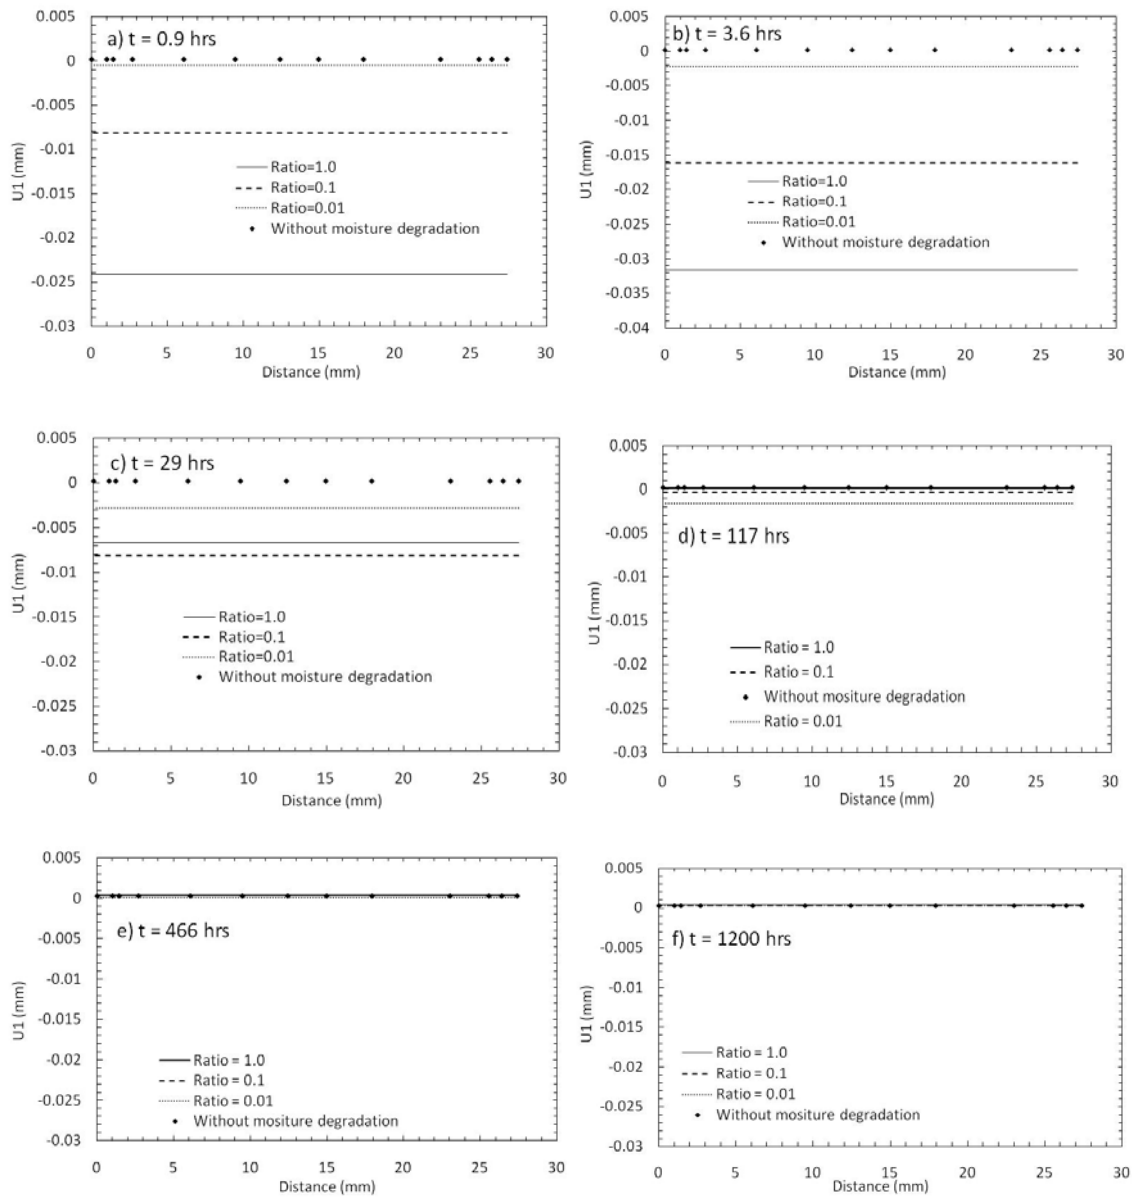 a) t = 0.9 hrs
0.005
0
-0.005
-0.01
-0.015
-0.02
-0.025
-0.03
U1 (mm)
Ratio=1.0
Ratio=0.1
Ratio=0.01
Without moisture degradation
0 5 10 15 20 25 30
Distance (mm)
b) t = 3.6 hrs
0.005
0
-0.005
-0.01
-0.015
-0.02
-0.025
-0.03
-0.035
-0.04
U1 (mm)
Ratio=1.0
Ratio=0.1
Ratio=0.01
Without moisture degradation
0 5 10 15 20 25 30
Distance (mm)
c) t = 29 hrs
0.005
0
-0.005
-0.01
-0.015
-0.02
-0.025
-0.03
U1 (mm)
Ratio=1.0
Ratio=0.1
Ratio=0.01
Without moisture degradation
0 5 10 15 20 25 30
Distance (mm)
d) t = 117 hrs
0.005
0
-0.005
-0.01
-0.015
-0.02
-0.025
-0.03
U1 (mm)
Ratio = 1.0
Ratio = 0.1
Without mositure degradation
Ratio = 0.01
0 5 10 15 20 25 30
Distance (mm)
e) t = 466 hrs
0.005
0
-0.005
-0.01
-0.015
-0.02
-0.025
-0.03
U1 (mm)
Ratio = 1.0
Ratio = 0.1
Ratio = 0.01
Without mositure degradation
0 5 10 15 20 25 30
Distance (mm)
f) t = 1200 hrs
0.005
0
-0.005
-0.01
-0.015
-0.02
-0.025
-0.03
U1 (mm)
Ratio = 1.0
Ratio = 0.1
Ratio = 0.01
Without mositure degradation
0 5 10 15 20 25 30
Distance (mm)